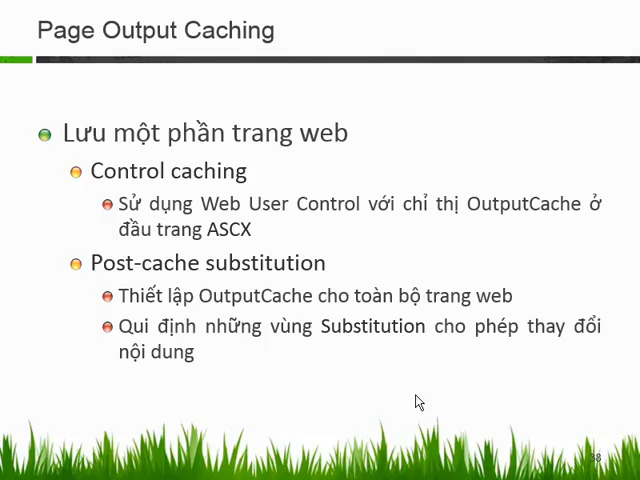 Page Output Caching
Lưu một phần trang web
Control caching
Sử dụng Web User Control với chỉ thị OutputCache ở
đầu trang ASCX
Post-cache substitution
Thiết lập OutputCache cho toàn bộ trang web
Qui định những vùng Substitution cho phép thay đổi
nội dung